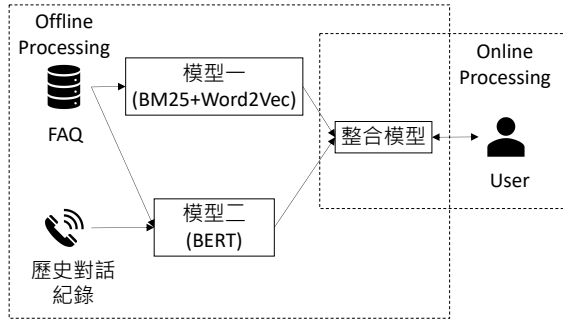 Offline
Processing
FAQ
歷史對話
紀錄
模型一
(BM25+Word2Vec)
模型二
(BERT)
整合模型
Online
Processing
User